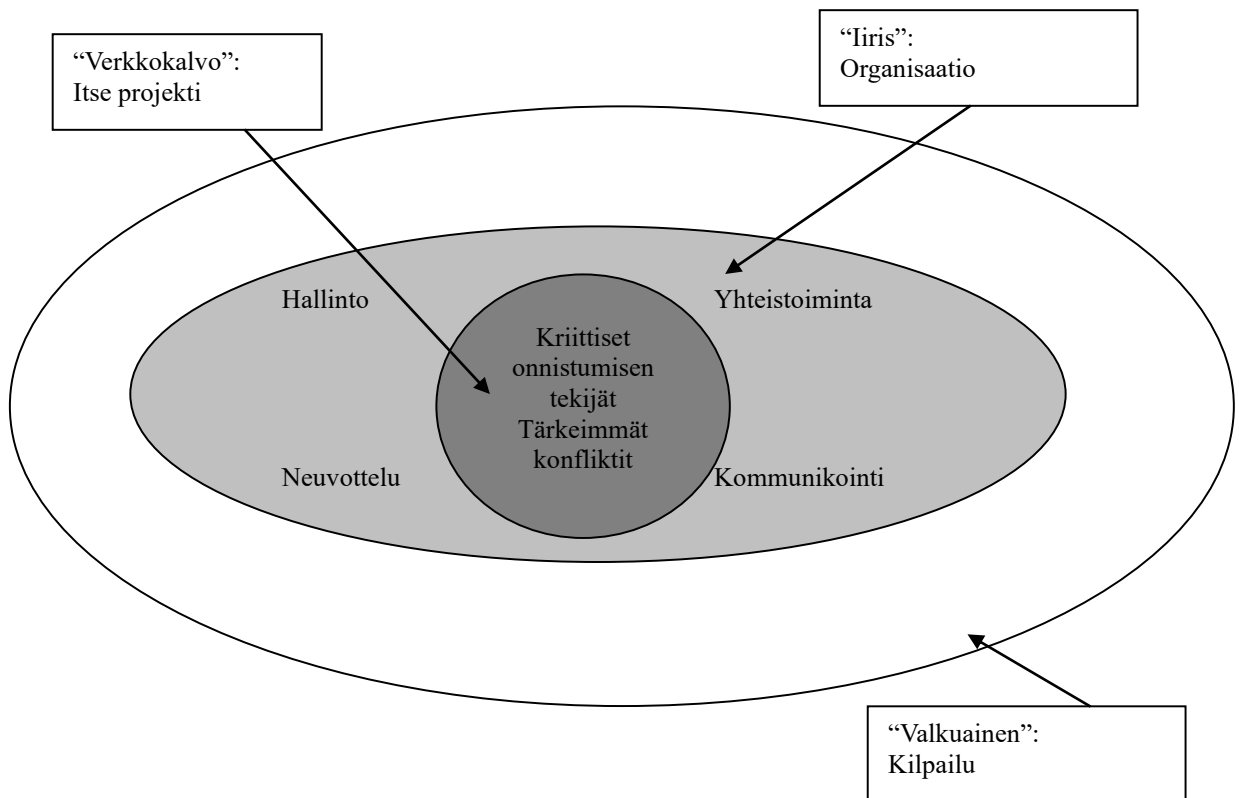 “Verkkokalvo”:
Itse projekti
“Iiris”:
Organisaatio
Hallinto
Yhteistoiminta
Kriittiset
onnistumisen
tekijät
Tärkeimmät
konfliktit
Neuvottelu
Kommunikointi
“Valkuainen”:
Kilpailu